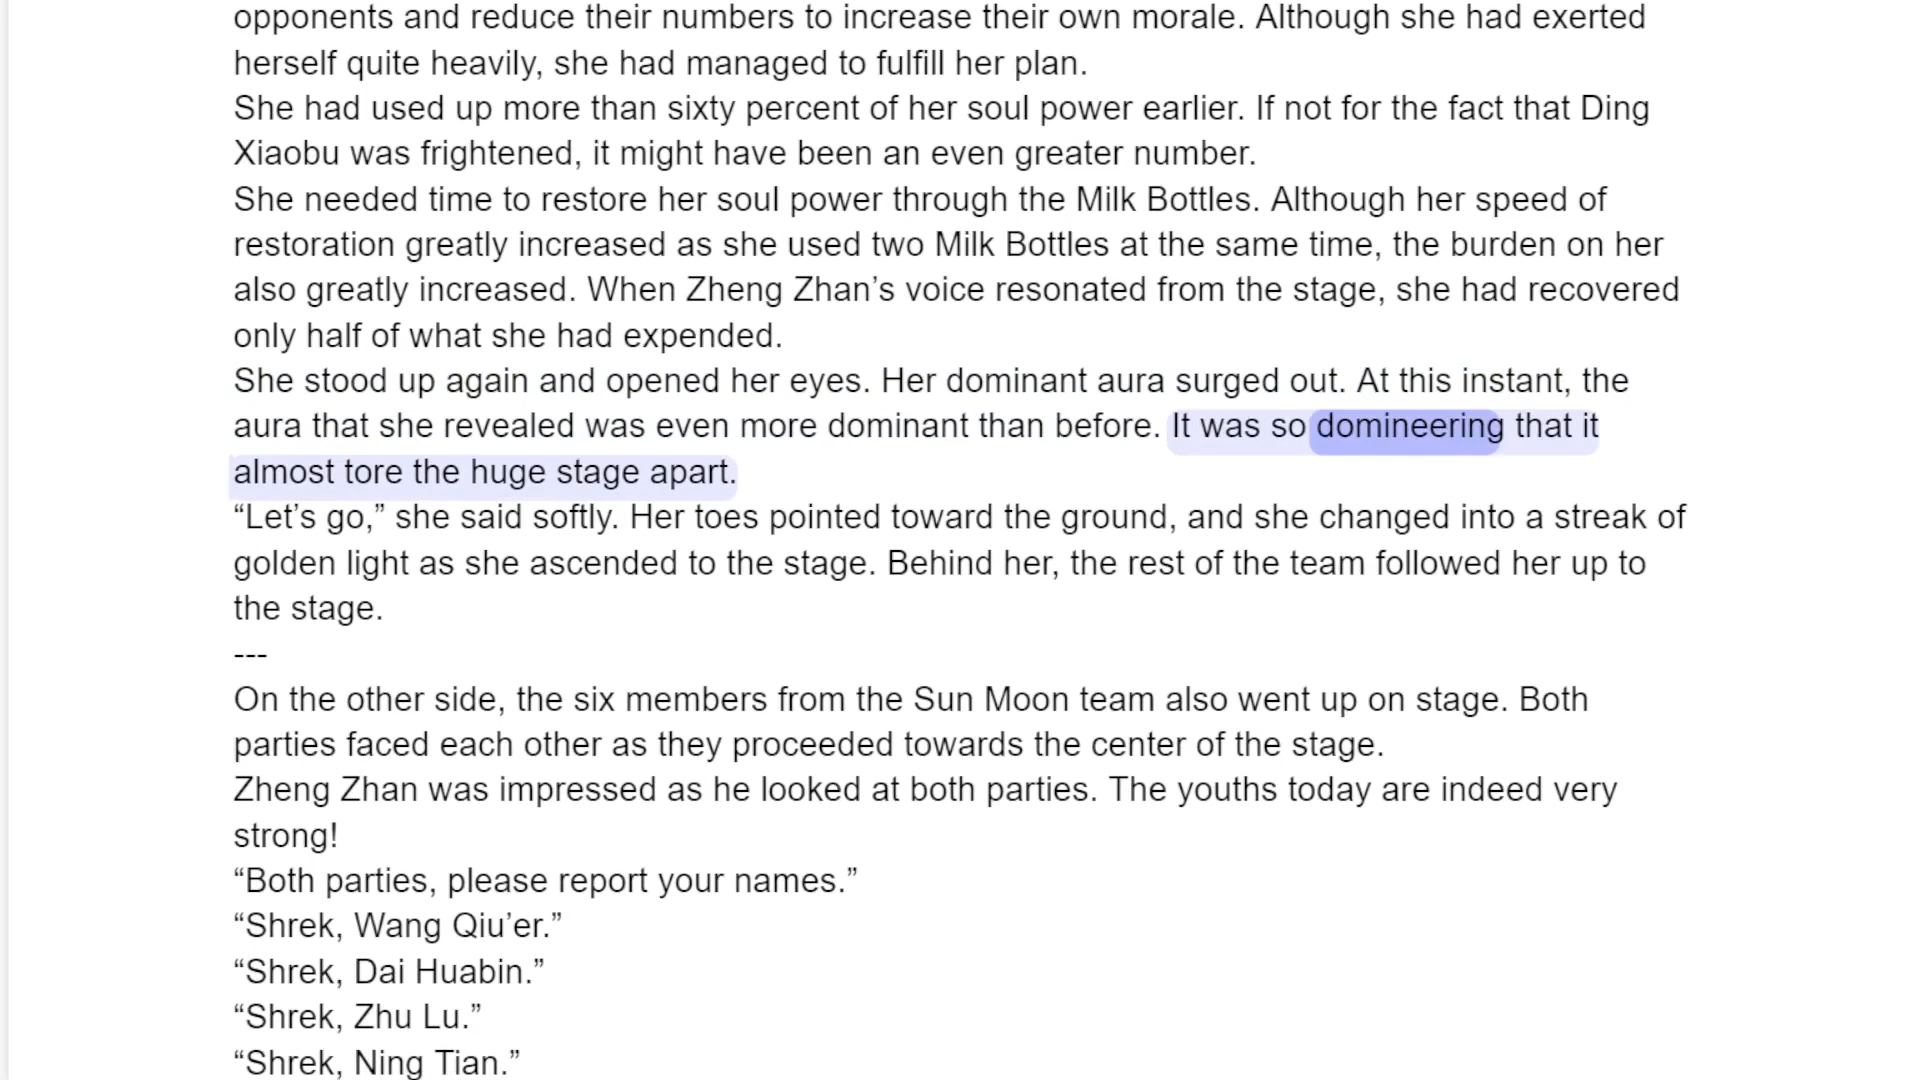 opponents and reduce their numbers to increase their own morale. Although she had exerted
herself quite heavily, she had managed to fulfill her plan.
She had used up more than sixty percent of her soul power earlier. If not for the fact that Ding
Xiaobu was frightened, it might have been an even greater number.
She needed time to restore her soul power through the Milk Bottles. Although her speed of
restoration greatly increased as she used two Milk Bottles at the same time, the burden on her
also greatly increased. When Zheng Zhan’s voice resonated from the stage, she had recovered
only half of what she had expended.
She stood up again and opened her eyes. Her dominant aura surged out. At this instant, the
aura that she revealed was even more dominant than before. It was so domineering that it
almost tore the huge stage apart.
“Let’s go,” she said softly. Her toes pointed toward the ground, and she changed into a streak of
golden light as she ascended to the stage. Behind her, the rest of the team followed her up to
the stage.
---
On the other side, the six members from the Sun Moon team also went up on stage. Both
parties faced each other as they proceeded towards the center of the stage.
Zheng Zhan was impressed as he looked at both parties. The youths today are indeed very
strong!
“Both parties, please report your names.”
“Shrek, Wang Qiu’er.”
“Shrek, Dai Huabin.”
“Shrek, Zhu Lu.”
“Shrek, Ning Tian.”